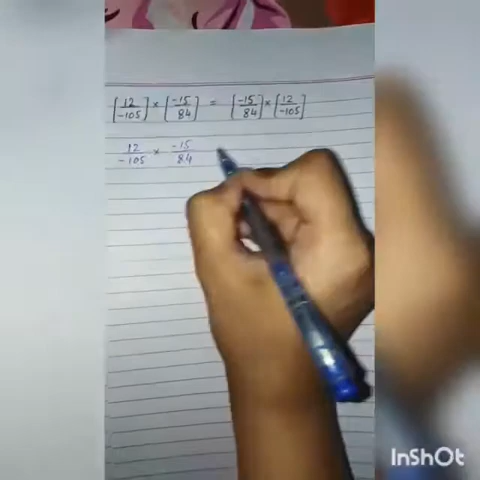 [12/-105] × [-15/84] = [-15/84] × [12/-105]
12/-105 × -15/84
InShOt